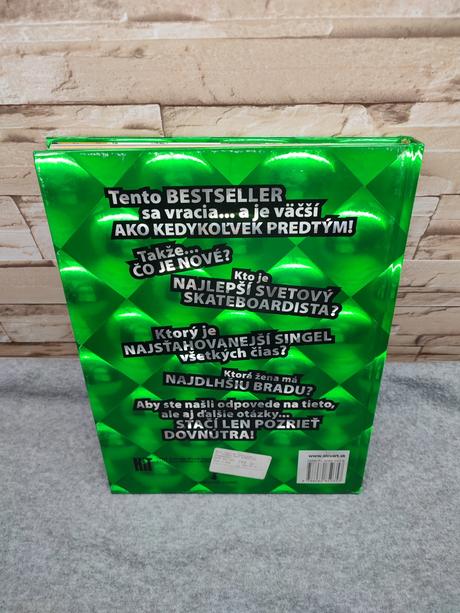 Tento BESTSELLER
sa vracia... a je väčší
AKO KEDYKOĽVEK PREDTÝM!
Takže...
ČO JE NOVÉ?
Kto je
NAJLEPŠÍ SVETOVÝ
SKATEBOARDISTA?
Ktorý je
NAJSŤAHOVANEJŠÍ SINGEL
všetkých čias?
Ktorá žena má
NAJDLHŠIU BRADU?
Aby ste našli odpovede na tieto,
ale aj ďalšie otázky...
STAČÍ LEN POZRIEŤ
DOVNÚTRA!
HIT
www.slovart.sk